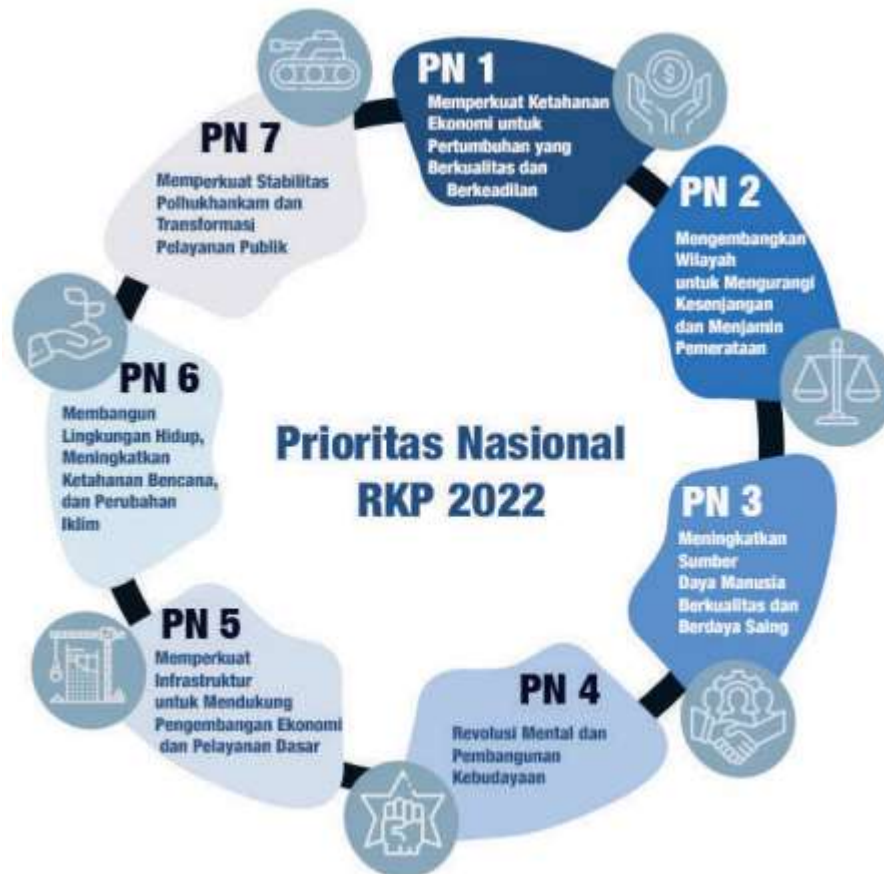 PN 1
Memperkuat Ketahanan
Ekonomi untuk
Pertumbuhan yang
Berkualitas dan
Berkeadilan
PN 2
Mengembangkan
Wilayah
untuk Mengurangi
Kesenjangan
dan Menjamin
Pemerataan
PN 3
Meningkatkan
Sumber
Daya Manusia
Berkualitas dan
Berdaya Saing
PN 4
Revolusi Mental dan
Pembangunan
Kebudayaan
PN 5
Memperkuat
Infrastruktur
untuk Mendukung
Pengembangan Ekonomi
dan Pelayanan Dasar
PN 6
Membangun
Lingkungan Hidup,
Meningkatkan
Ketahanan Bencana,
dan Perubahan
Iklim
PN 7
Memperkuat Stabilitas
Polhukhankam dan
Transformasi
Pelayanan Publik
Prioritas Nasional
RKP 2022
$